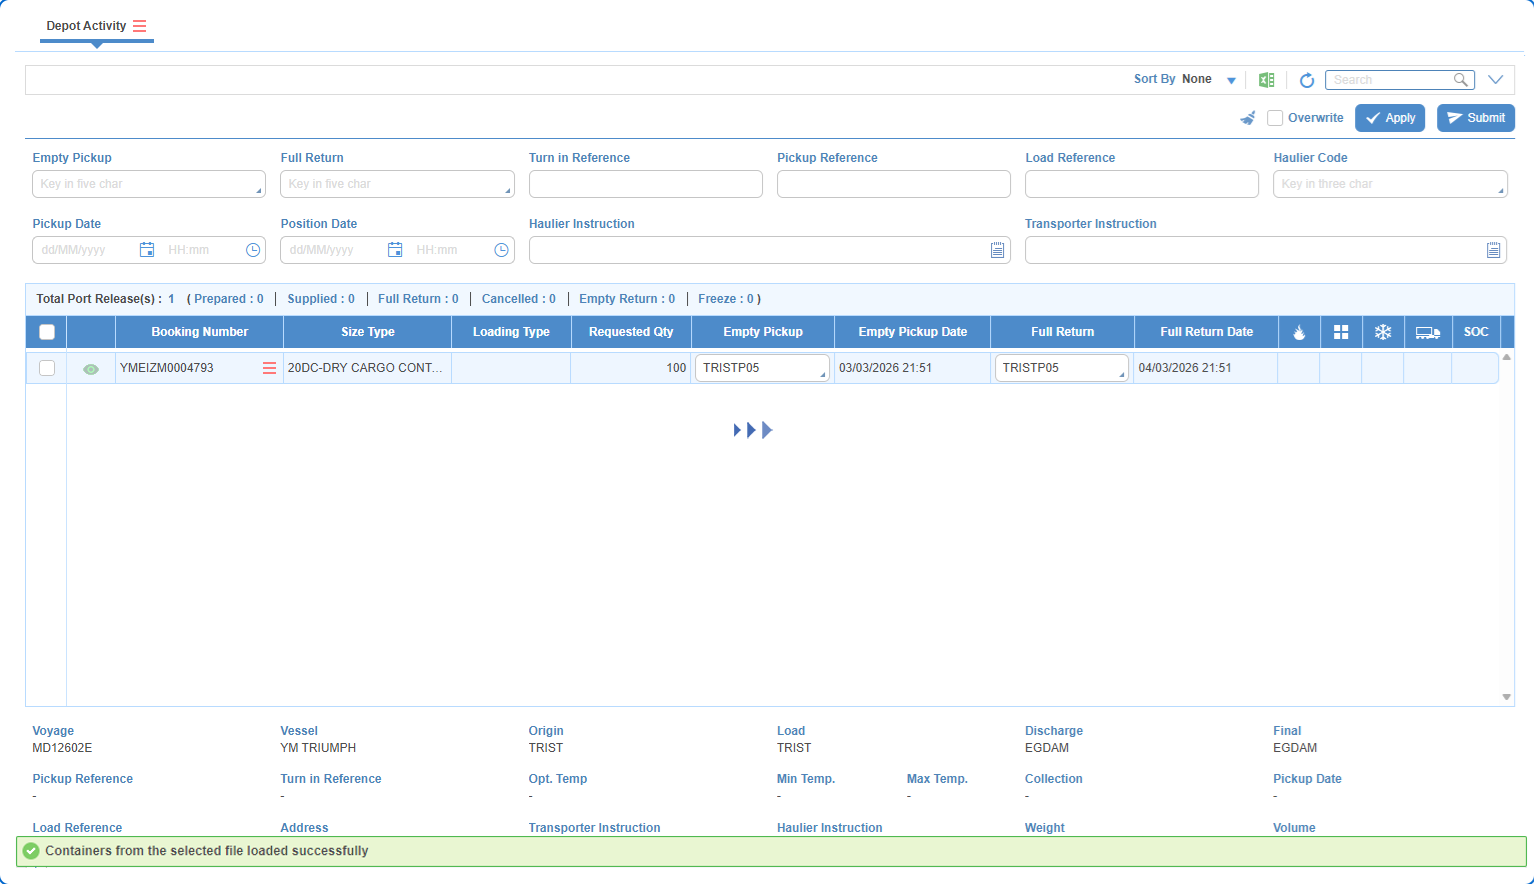 Depot Activity
Sort By None
Search
Overwrite Apply Submit
Empty Pickup Full Return Turn in Reference Pickup Reference Load Reference Haulier Code
Key in five char Key in five char Key in three char
Pickup Date Position Date Haulier Instruction Transporter Instruction
dd/MM/yyyy HH:mm dd/MM/yyyy HH:mm
Total Port Release(s) : 1 ( Prepared : 0 | Supplied : 0 | Full Return : 0 | Cancelled : 0 | Empty Return : 0 | Freeze : 0 )
Booking Number Size Type Loading Type Requested Qty Empty Pickup Empty Pickup Date Full Return Full Return Date SOC
YMEIZM0004793 20DC-DRY CARGO CONT... 100 TRISTP05 03/03/2026 21:51 TRISTP05 04/03/2026 21:51
Voyage Vessel Origin Load Discharge Final
MD12602E YM TRIUMPH TRIST TRIST EGDAM EGDAM
Pickup Reference Turn in Reference Opt. Temp Min Temp. Max Temp. Collection Pickup Date
- - - - - - -
Load Reference Address Transporter Instruction Haulier Instruction Weight Volume
Containers from the selected file loaded successfully